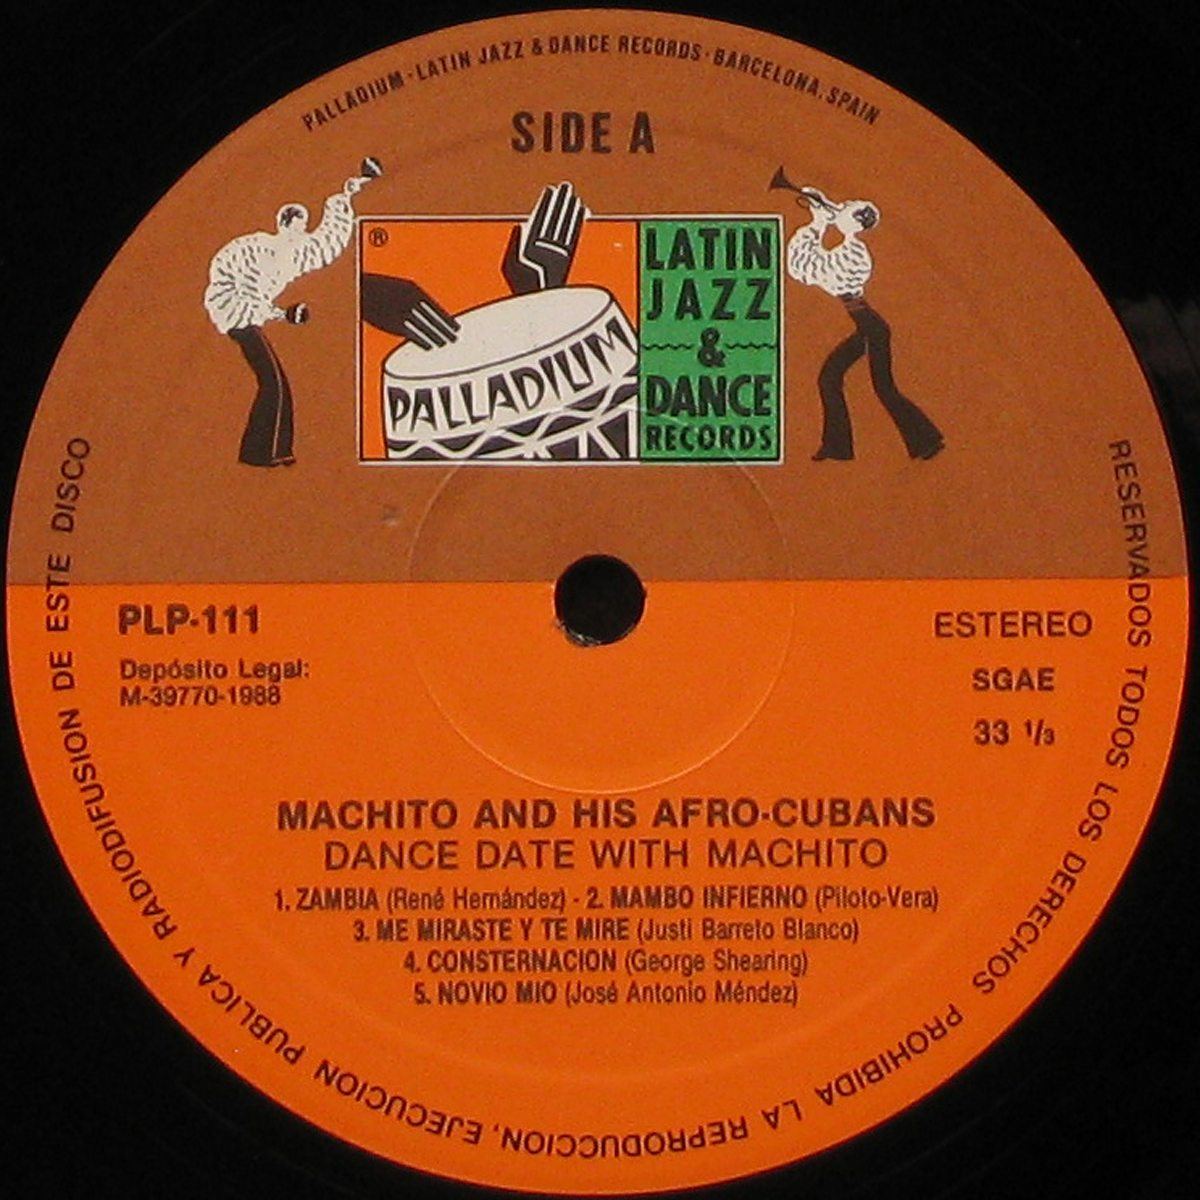 PALLADIUM · LATIN JAZZ & DANCE RECORDS · BARCELONA. SPAIN
SIDE A
®
PALLADIUM
LATIN
JAZZ
&
DANCE
RECORDS
PLP-111
Depósito Legal:
M-39770-1988
ESTEREO
SGAE
33 1/3
MACHITO AND HIS AFRO-CUBANS
DANCE DATE WITH MACHITO
1. ZAMBIA (René Hernández) - 2. MAMBO INFIERNO (Piloto-Vera)
3. ME MIRASTE Y TE MIRE (Justi Barreto Blanco)
4. CONSTERNACION (George Shearing)
5. NOVIO MIO (José Antonio Méndez)
RESERVADOS TODOS LOS DERECHOS PROHIBIDA LA REPRODUCCION, EJECUCION PUBLICA Y RADIODIFUSION DE ESTE DISCO